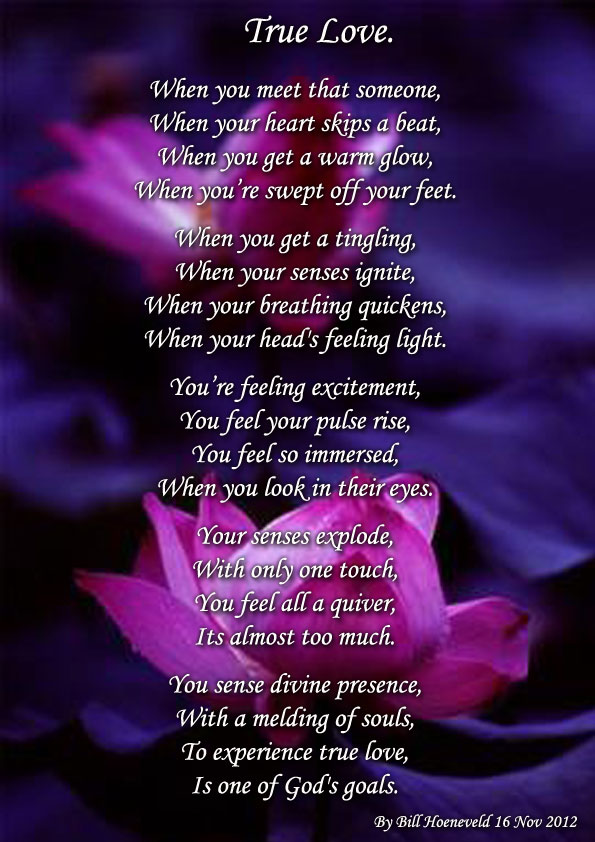 True Love.
When you meet that someone,
When your heart skips a beat,
When you get a warm glow,
When you’re swept off your feet.
When you get a tingling,
When your senses ignite,
When your breathing quickens,
When your head's feeling light.
You’re feeling excitement,
You feel your pulse rise,
You feel so immersed,
When you look in their eyes.
Your senses explode,
With only one touch,
You feel all a quiver,
Its almost too much.
You sense divine presence,
With a melding of souls,
To experience true love,
Is one of God's goals.
By Bill Hoeneveld 16 Nov 2012